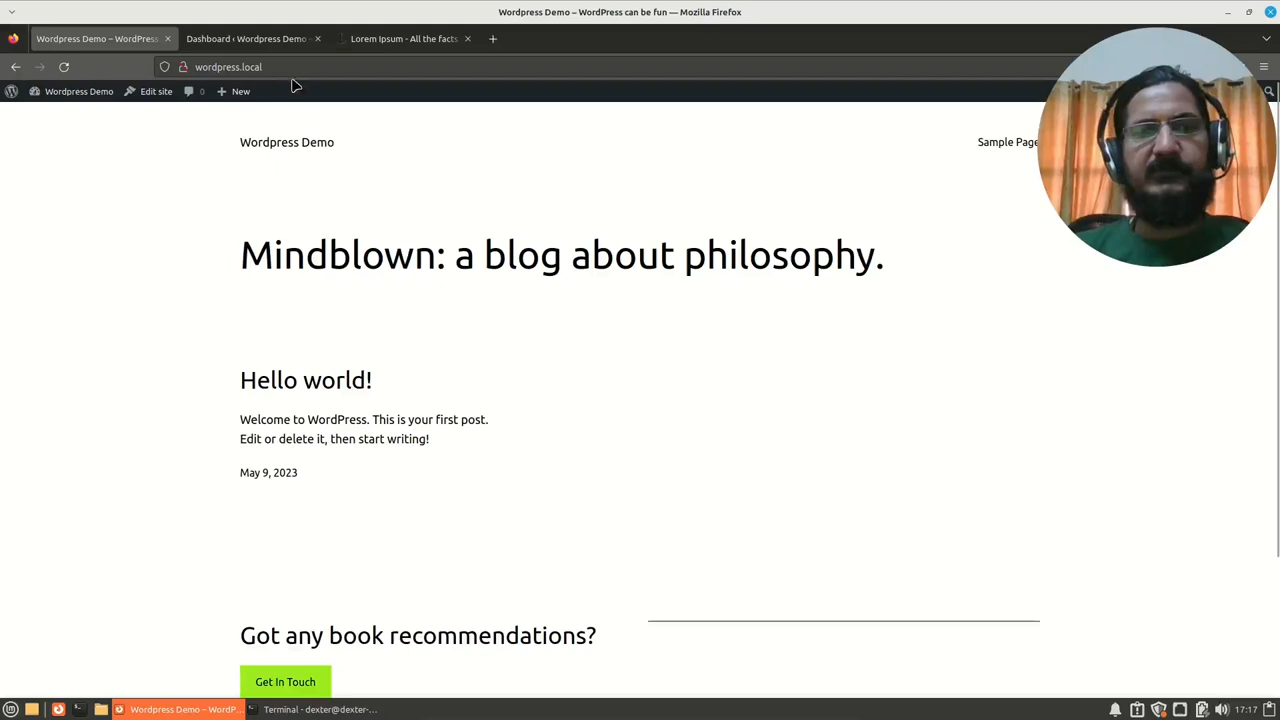 Wordpress Demo – WordPress can be fun — Mozilla Firefox
Wordpress Demo – WordPress
Dashboard ‹ Wordpress Demo
Lorem Ipsum - All the facts
wordpress.local
Wordpress Demo
Edit site
0
New
Wordpress Demo
Sample Page
Mindblown: a blog about philosophy.
Hello world!
Welcome to WordPress. This is your first post.
Edit or delete it, then start writing!
May 9, 2023
Got any book recommendations?
Get In Touch
Wordpress Demo – WordP...
Terminal - dexter@dexter-...
17:17